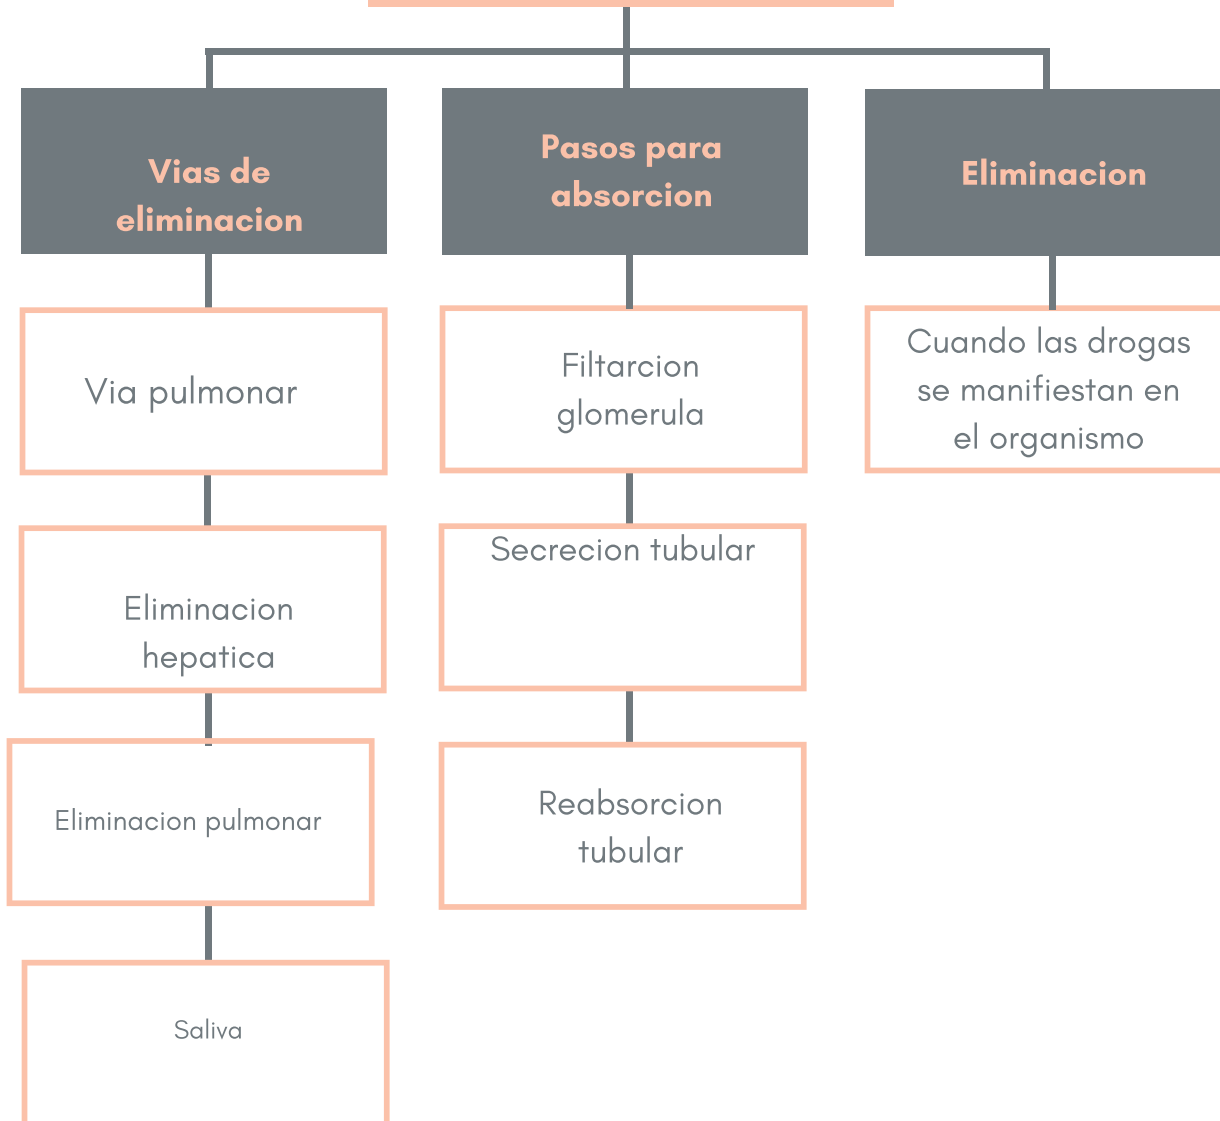 Vias de
eliminacion
Via pulmonar
Eliminacion
hepatica
Eliminacion pulmonar
Saliva
Pasos para
absorcion
Filtarcion
glomerula
Secrecion tubular
Reabsorcion
tubular
Eliminacion
Cuando las drogas
se manifiestan en
el organismo